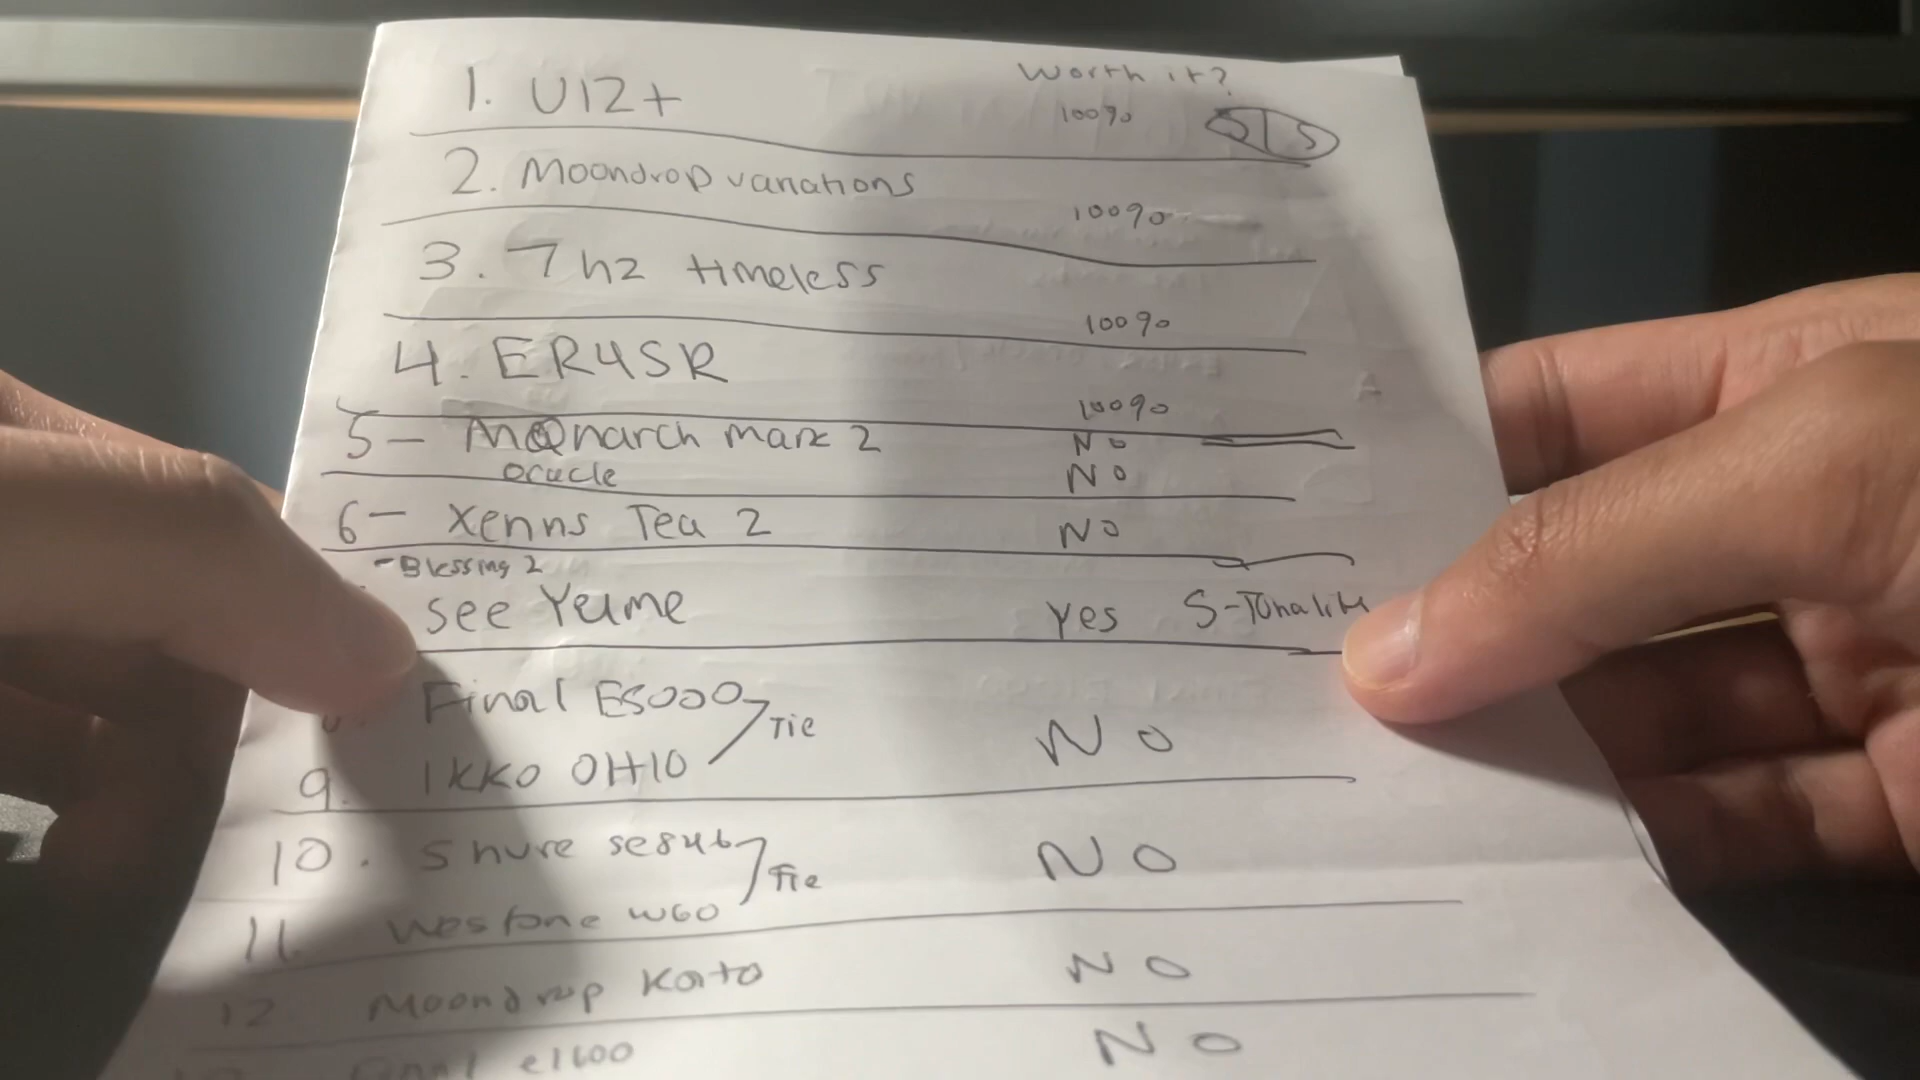 Worth it?
1. U12+ 100%
2. Moondrop variations 100%
3. 7hz timeless 100%
4. ER4SR 100%
5- Monarch mark 2 No
oracle No
6- Xenns Tea 2 No
-Blessing 2
see Yume Yes S-Tonality
Final E5000
Tie No
9. IKKO OH10
10. Shure se846
Tie No
11. Westone W60
12. Moondrop Kato No
e1600 No